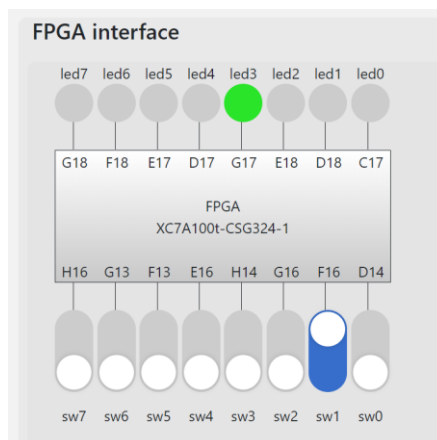 FPGA interface
led7 led6 led5 led4 led3 led2 led1 led0
G18 F18 E17 D17 G17 E18 D18 C17
FPGA
XC7A100t-CSG324-1
H16 G13 F13 E16 H14 G16 F16 D14
sw7 sw6 sw5 sw4 sw3 sw2 sw1 sw0